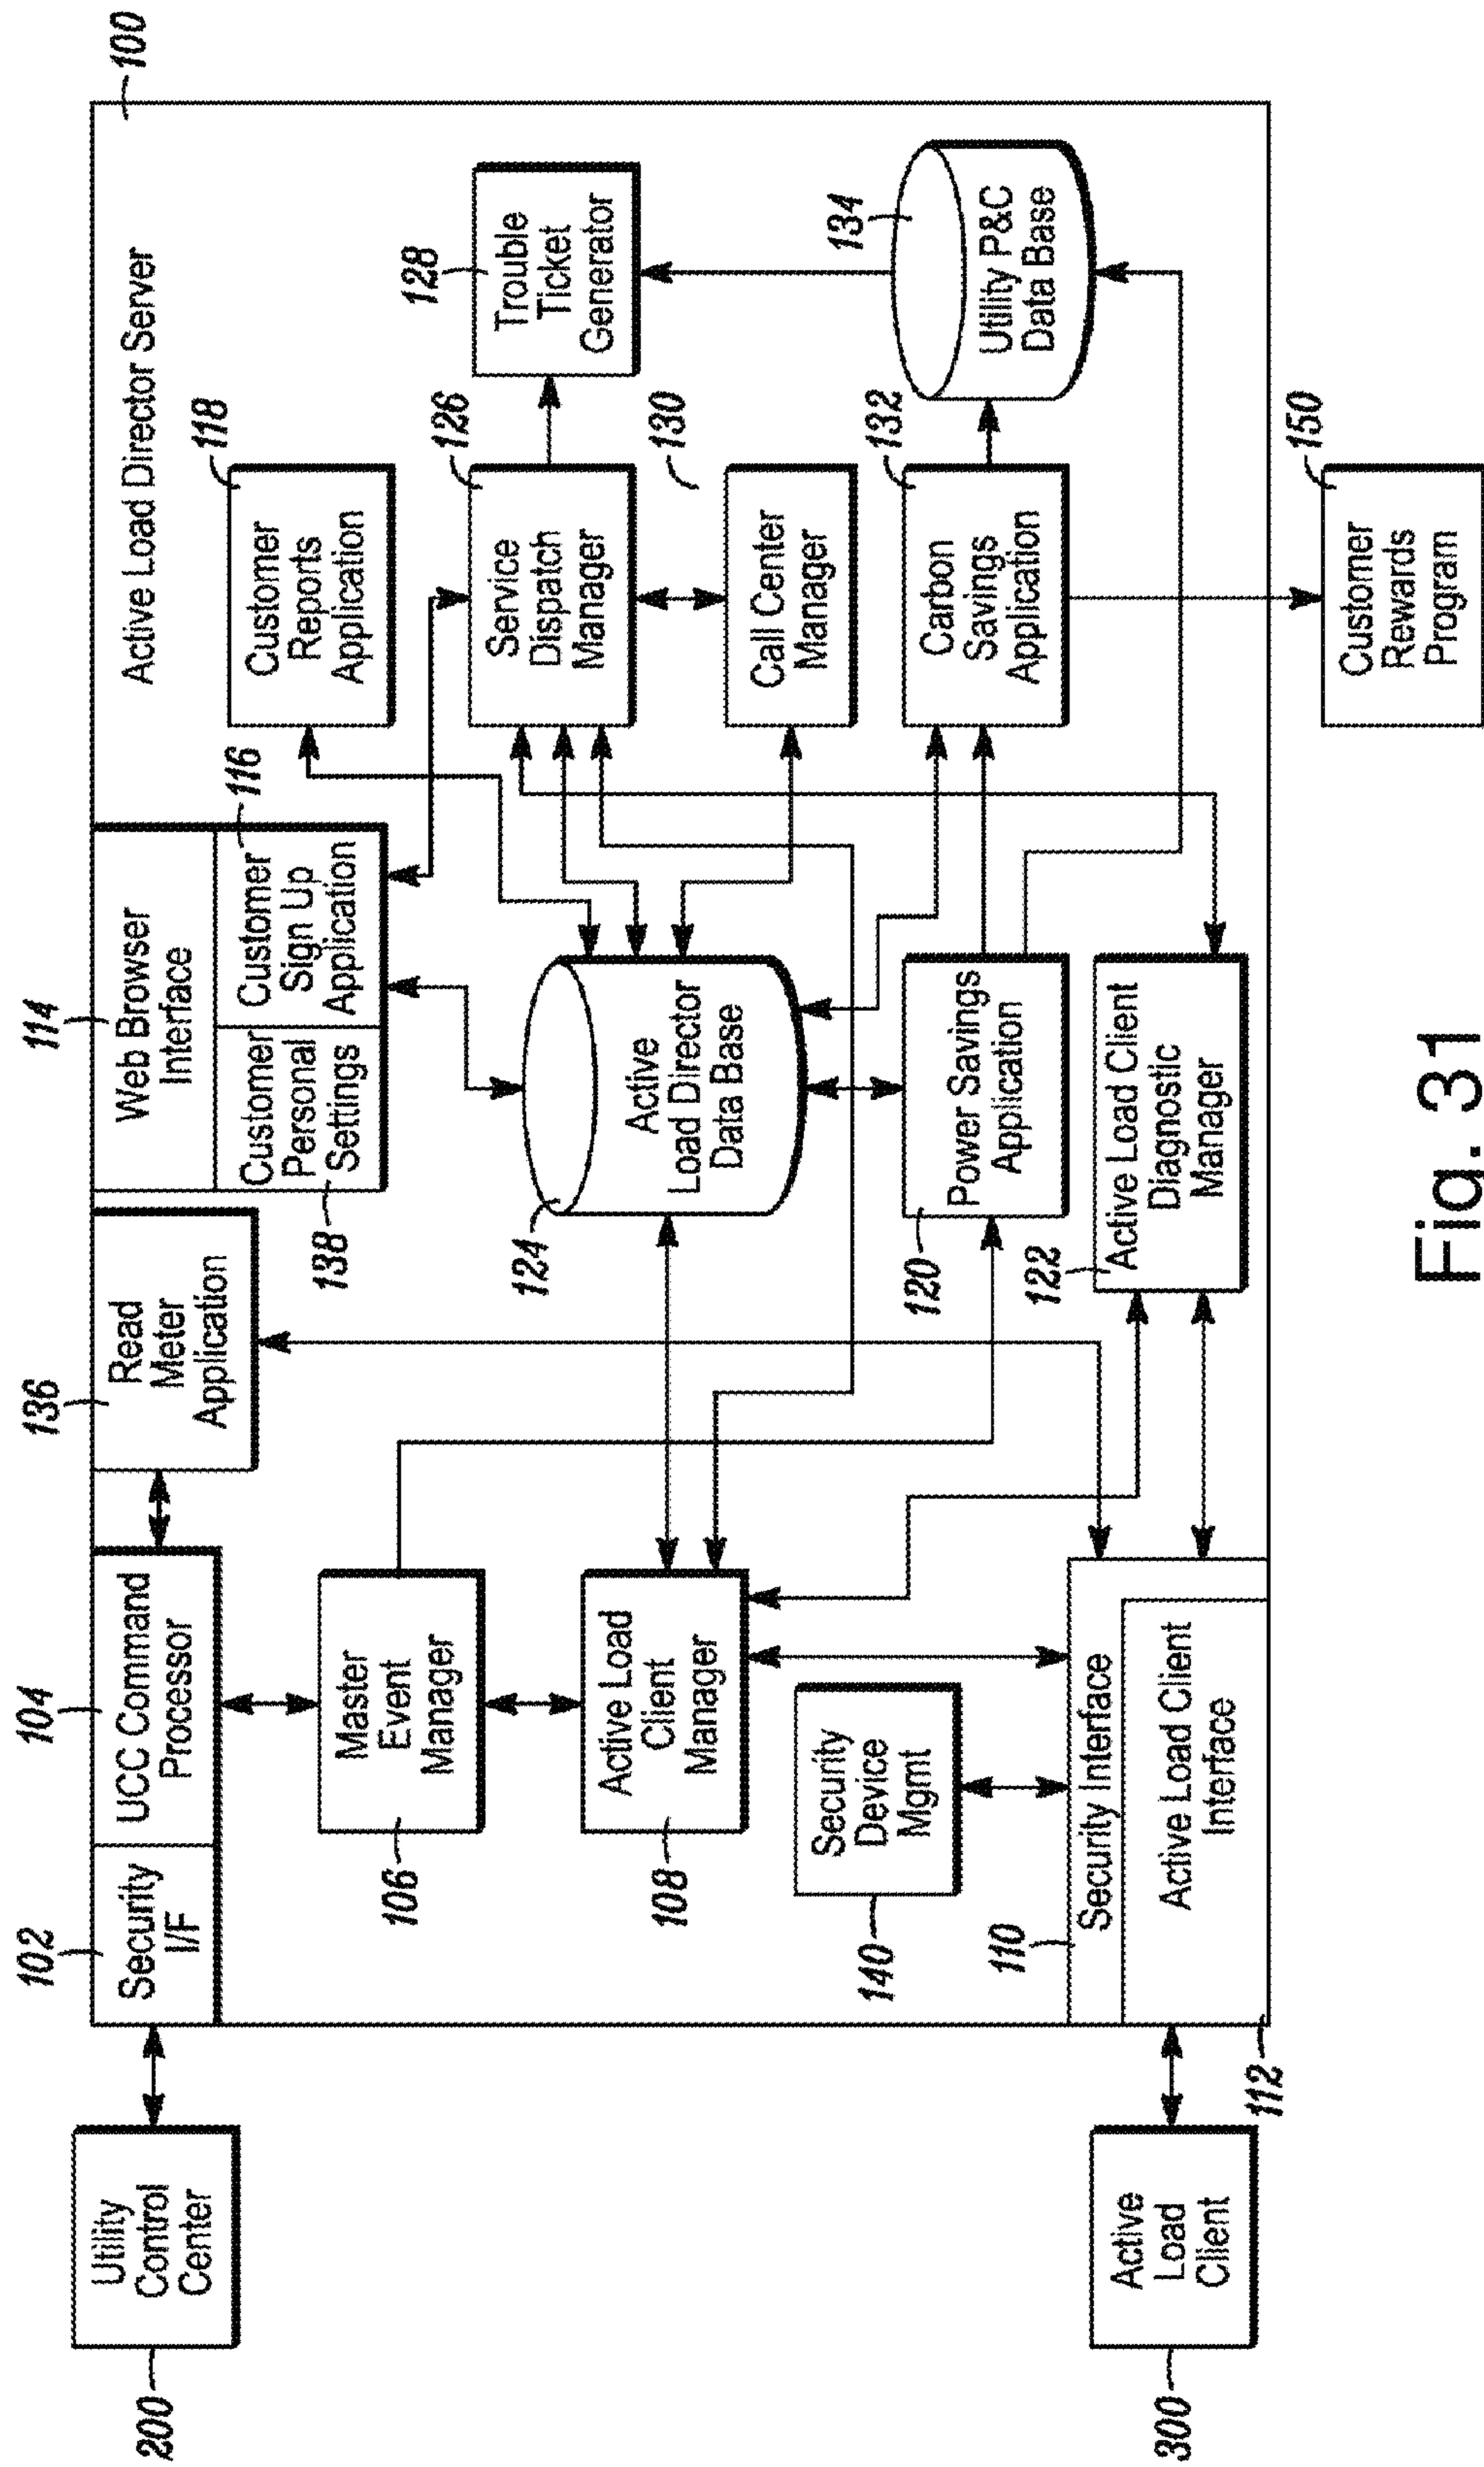 100
Active Load Director Server
200
Utility
Control
Center
102
Security
I/F
104
UCC Command
Processor
136
Read
Meter
Application
114
Web Browser
Interface
138
Customer
Personal
Settings
116
Customer
Sign Up
Application
118
Customer
Reports
Application
106
Master
Event
Manager
108
Active Load
Client
Manager
124
Active
Load Director
Data Base
126
Service
Dispatch
Manager
128
Trouble
Ticket
Generator
130
Call Center
Manager
140
Security
Device
Mgmt
120
Power Savings
Application
132
Carbon
Savings
Application
134
Utility P&C
Data Base
110
Security Interface
Active Load Client
Interface
112
122
Active Load Client
Diagnostic
Manager
300
Active
Load
Client
150
Customer
Rewards
Program
Fig. 31